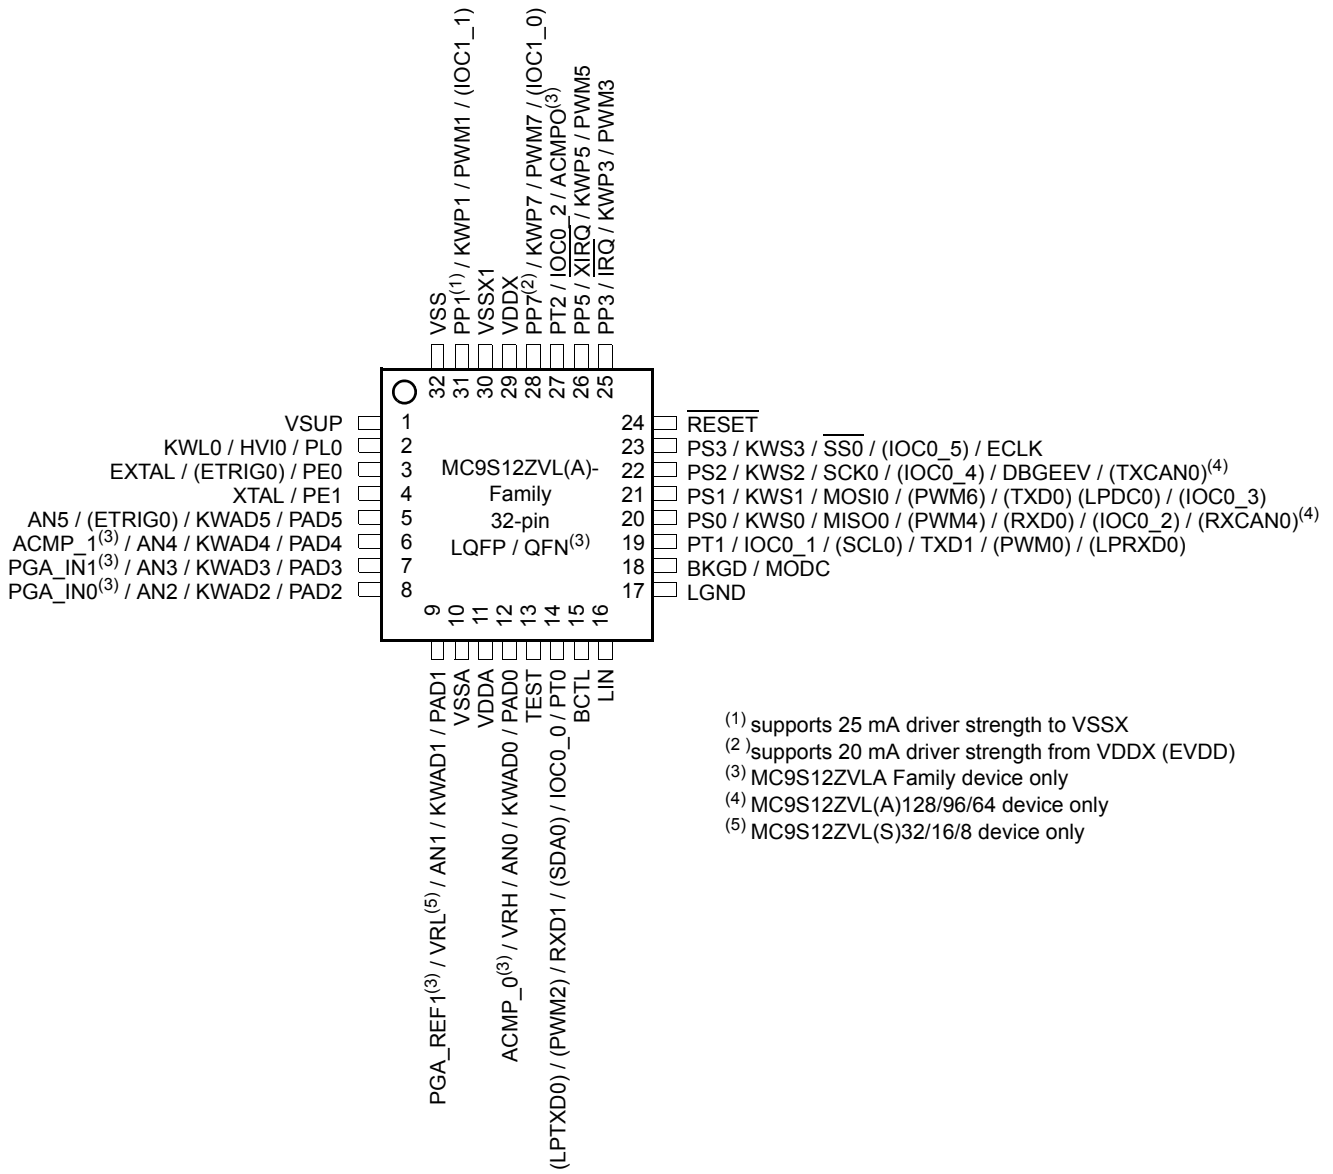 VSS
PP1(1) / KWP1 / PWM1 / (IOC1_1)
VSSX1
VDDX
PP7(2) / KWP7 / PWM7 / (IOC1_0)
PT2 / IOC0_2 / ACMPO(3)
PP5 / XIRQ / KWP5 / PWM5
PP3 / IRQ / KWP3 / PWM3
32 31 30 29 28 27 26 25
VSUP 1
KWL0 / HVI0 / PL0 2
EXTAL / (ETRIG0) / PE0 3
XTAL / PE1 4
AN5 / (ETRIG0) / KWAD5 / PAD5 5
ACMP_1(3) / AN4 / KWAD4 / PAD4 6
PGA_IN1(3) / AN3 / KWAD3 / PAD3 7
PGA_IN0(3) / AN2 / KWAD2 / PAD2 8
MC9S12ZVL(A)-
Family
32-pin
LQFP / QFN(3)
24 RESET
23 PS3 / KWS3 / SS0 / (IOC0_5) / ECLK
22 PS2 / KWS2 / SCK0 / (IOC0_4) / DBGEEV / (TXCAN0)(4)
21 PS1 / KWS1 / MOSI0 / (PWM6) / (TXD0) (LPDC0) / (IOC0_3)
20 PS0 / KWS0 / MISO0 / (PWM4) / (RXD0) / (IOC0_2) / (RXCAN0)(4)
19 PT1 / IOC0_1 / (SCL0) / TXD1 / (PWM0) / (LPRXD0)
18 BKGD / MODC
17 LGND
9 10 11 12 13 14 15 16
PGA_REF1(3) / VRL(5) / AN1 / KWAD1 / PAD1
VSSA
VDDA
ACMP_0(3) / VRH / AN0 / KWAD0 / PAD0
TEST
(LPTXD0) / (PWM2) / RXD1 / (SDA0) / IOC0_0 / PT0
BCTL
LIN
(1) supports 25 mA driver strength to VSSX
(2 )supports 20 mA driver strength from VDDX (EVDD)
(3) MC9S12ZVLA Family device only
(4) MC9S12ZVL(A)128/96/64 device only
(5) MC9S12ZVL(S)32/16/8 device only